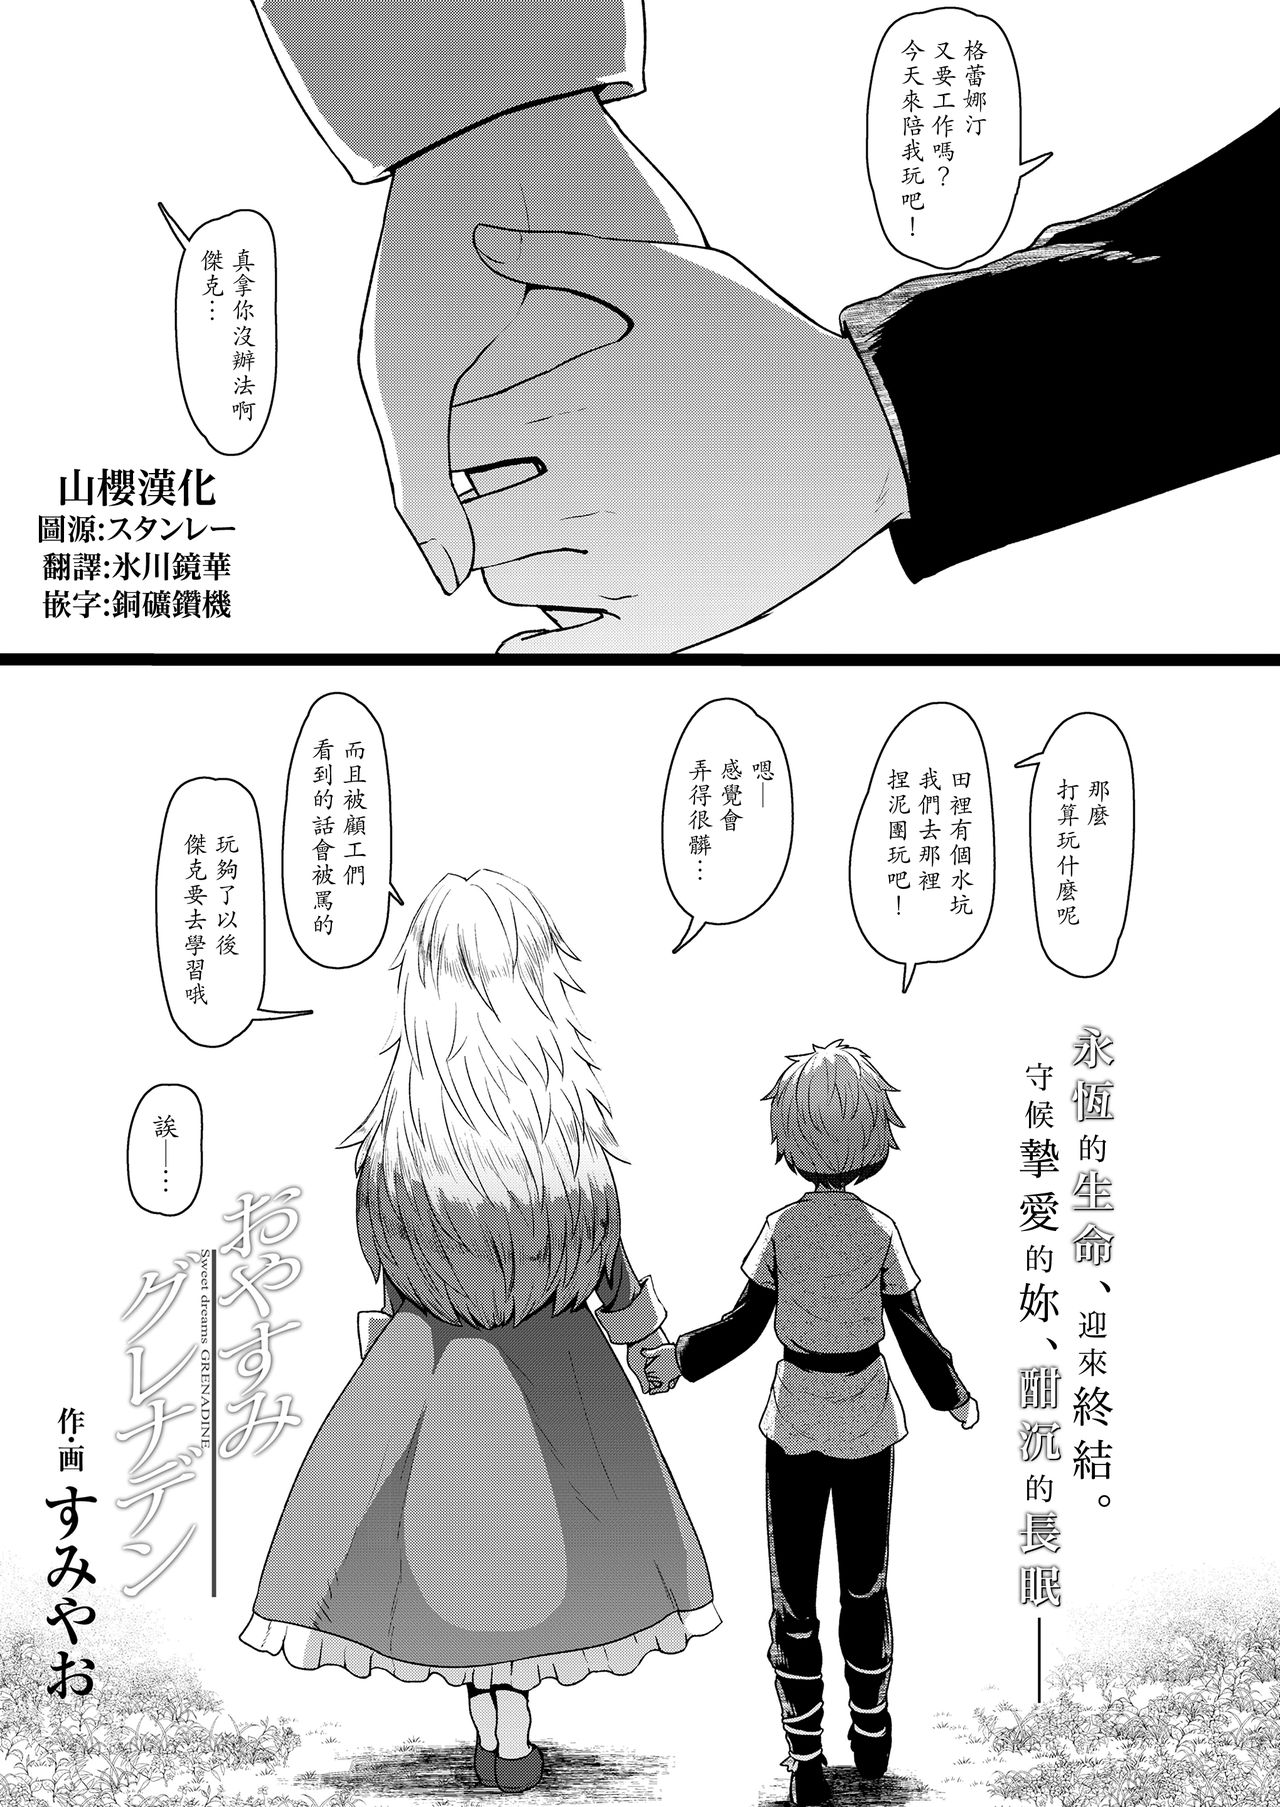 格蕾娜汀
又要工作嗎？
今天來陪我玩吧！
真拿你沒辦法啊
傑克…
山櫻漢化
圖源:スタンレー
翻譯:氷川鏡華
嵌字:銅礦鑽機
那麼
打算玩什麼呢
田裡有個水坑
我們去那裡
捏泥團玩吧！
嗯—
感覺會
弄得很髒…
而且被顧工們
看到的話會被罵的
玩夠了以後
傑克要去學習哦
誒—…
永恆的生命、迎來終結。
守候摯愛的妳、酣沉的長眠——
おやすみ
Sweet dreams GRENADINE
グレナデン
作・画 すみやお